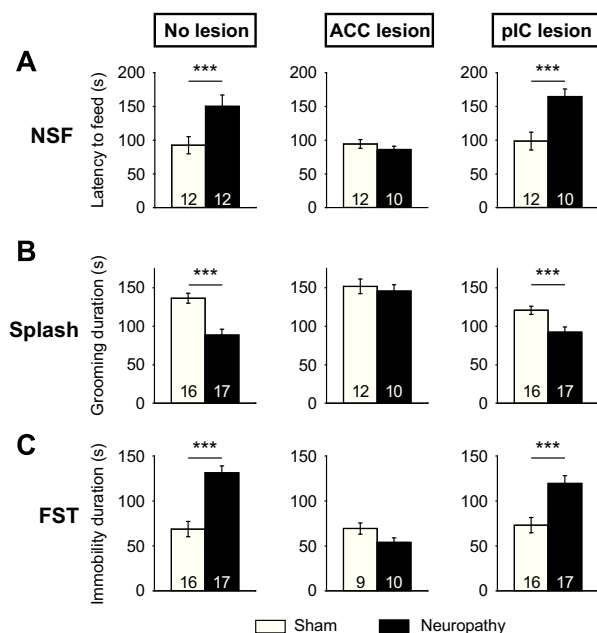 No lesion ACC lesion pIC lesion
A
NSF
Latency to feed (s)
200 200 200
150 150 150
100 100 100
50 50 50
0 0 0
*** ***
12 12 12 10 12 10
B
Splash
Grooming duration (s)
150 150 150
100 100 100
50 50 50
0 0 0
*** ***
16 17 12 10 16 17
C
FST
Immobility duration (s)
150 150 150
100 100 100
50 50 50
0 0 0
*** ***
16 17 9 10 16 17
Sham Neuropathy